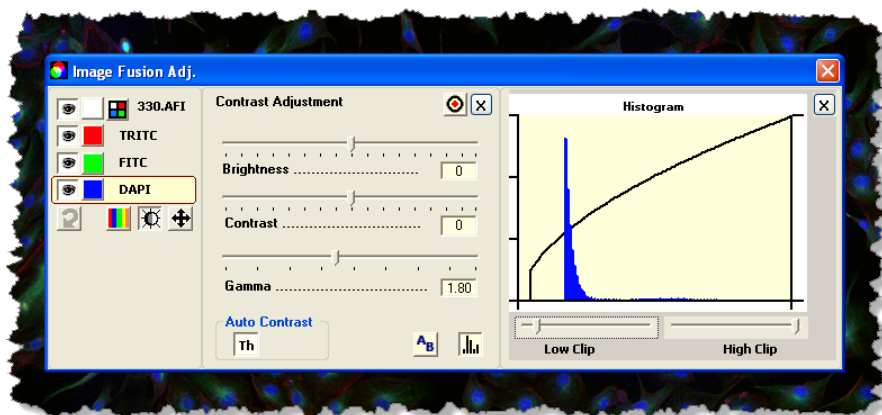 Image Fusion Adj.
330.AFI
TRITC
FITC
DAPI
Contrast Adjustment
Brightness 0
Contrast 0
Gamma 1.80
Auto Contrast
Th
AB
Histogram
Low Clip
High Clip